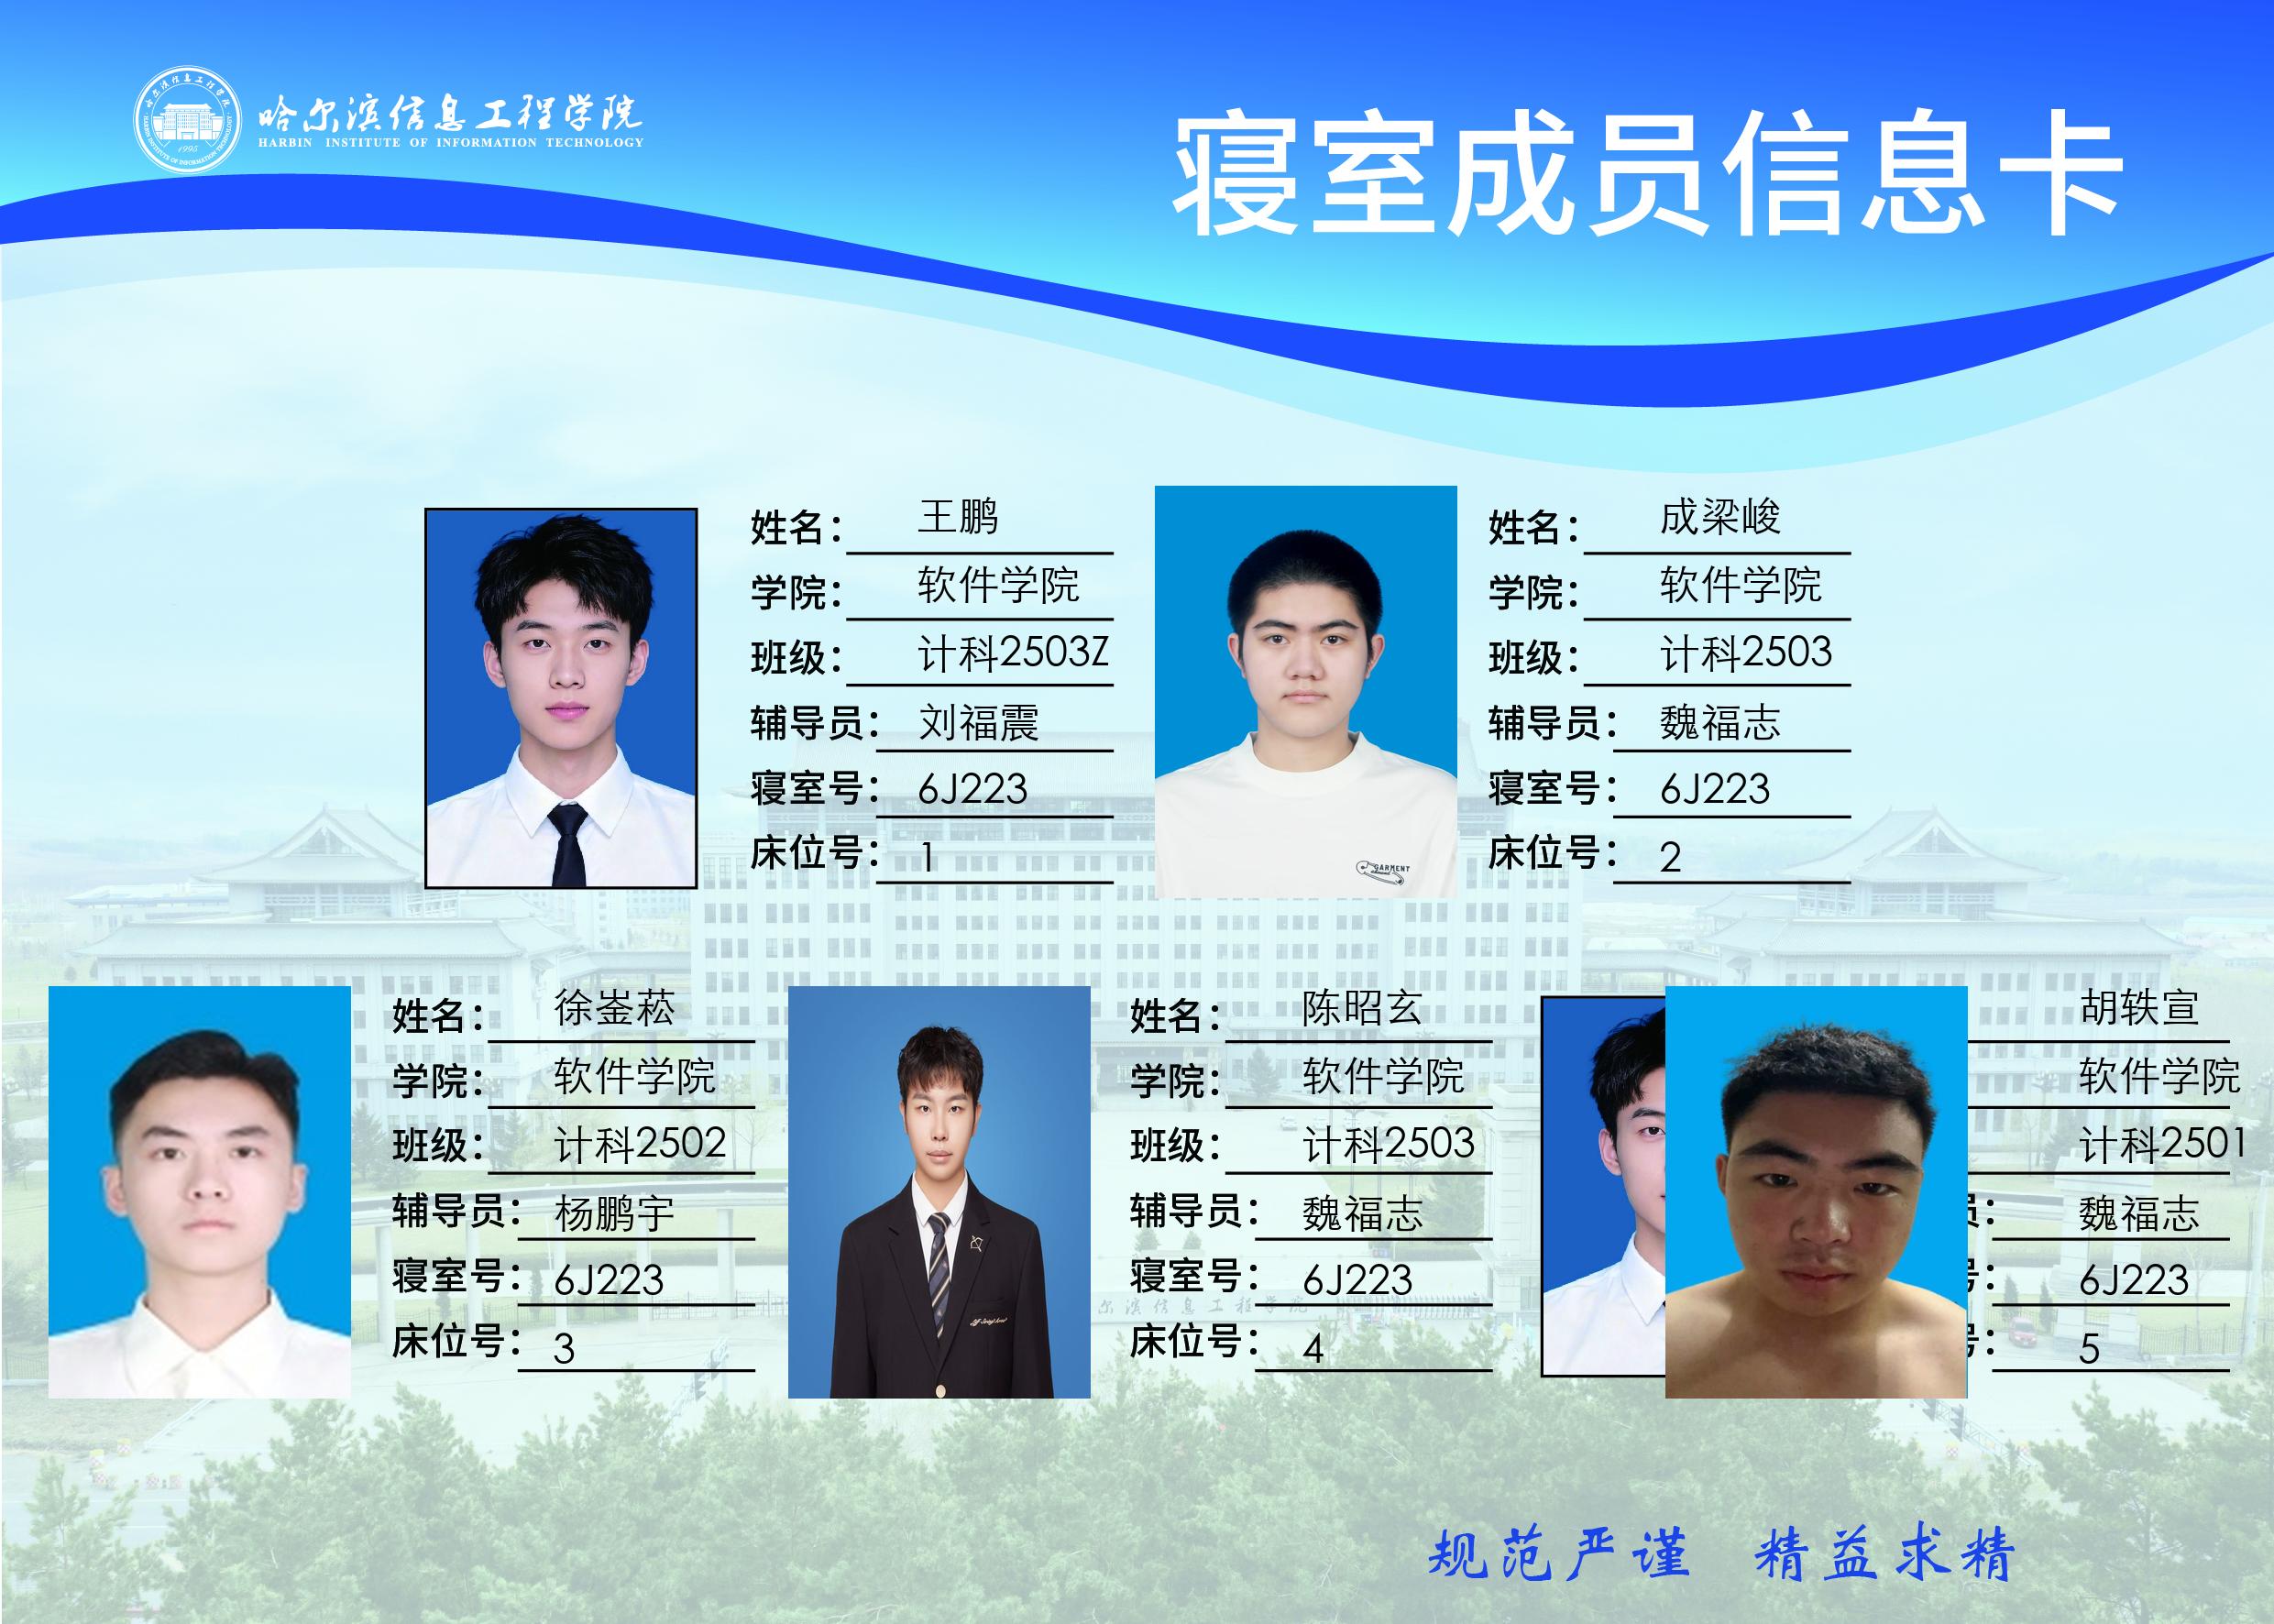 哈尔滨信息工程学院
HARBIN INSTITUTE OF INFORMATION TECHNOLOGY
1995
寝室成员信息卡
姓名： 王鹏
学院： 软件学院
班级： 计科2503Z
辅导员： 刘福震
寝室号： 6J223
床位号： 1
GARMENT
姓名： 成梁峻
学院： 软件学院
班级： 计科2503
辅导员： 魏福志
寝室号： 6J223
床位号： 2
姓名： 徐崟菘
学院： 软件学院
班级： 计科2502
辅导员： 杨鹏宇
寝室号： 6J223
床位号： 3
姓名： 陈昭玄
学院： 软件学院
班级： 计科2503
辅导员： 魏福志
寝室号： 6J223
床位号： 4
胡轶宣
软件学院
计科2501
员： 魏福志
号： 6J223
号： 5
规范严谨 精益求精